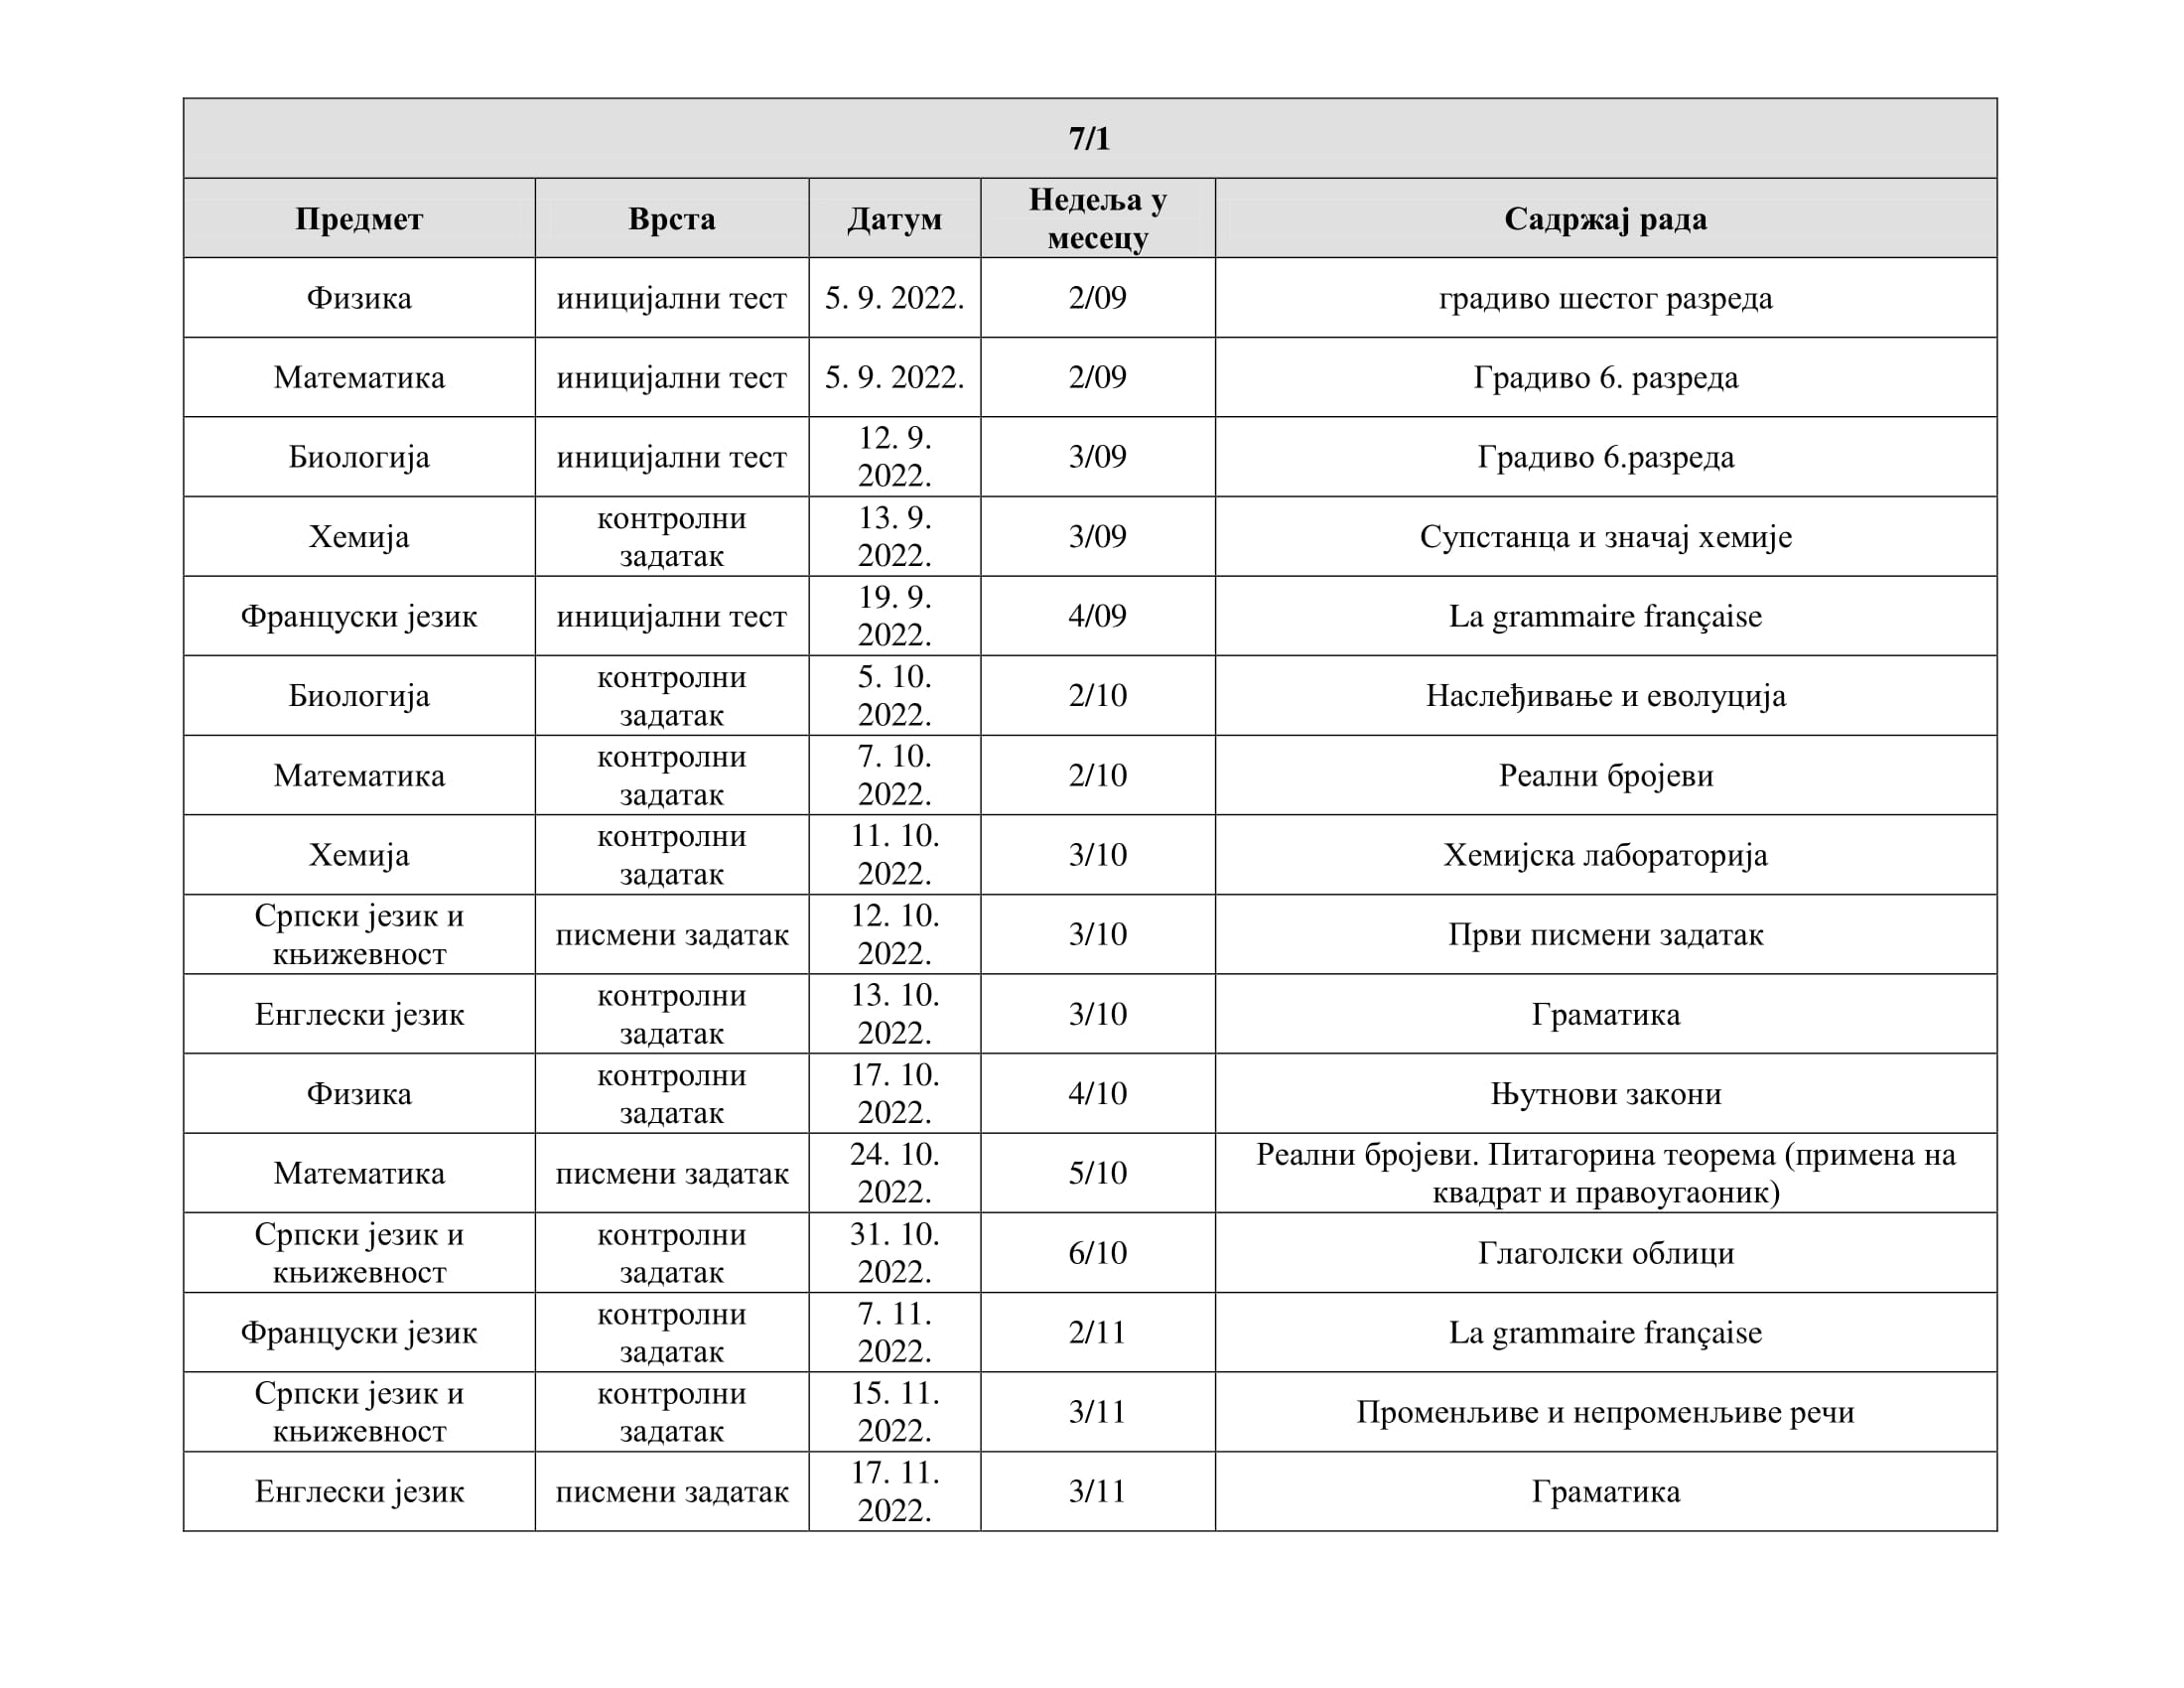 7/1
Предмет Врста Датум Недеља у месецу Садржај рада
Физика иницијални тест 5. 9. 2022. 2/09 градиво шестог разреда
Математика иницијални тест 5. 9. 2022. 2/09 Градиво 6. разреда
Биологија иницијални тест 12. 9. 2022. 3/09 Градиво 6.разреда
Хемија контролни задатак 13. 9. 2022. 3/09 Супстанца и значај хемије
Француски језик иницијални тест 19. 9. 2022. 4/09 La grammaire française
Биологија контролни задатак 5. 10. 2022. 2/10 Наслеђивање и еволуција
Математика контролни задатак 7. 10. 2022. 2/10 Реални бројеви
Хемија контролни задатак 11. 10. 2022. 3/10 Хемијска лабораторија
Српски језик и књижевност писмени задатак 12. 10. 2022. 3/10 Први писмени задатак
Енглески језик контролни задатак 13. 10. 2022. 3/10 Граматика
Физика контролни задатак 17. 10. 2022. 4/10 Њутнови закони
Математика писмени задатак 24. 10. 2022. 5/10 Реални бројеви. Питагорина теорема (примена на квадрат и правоугаоник)
Српски језик и књижевност контролни задатак 31. 10. 2022. 6/10 Глаголски облици
Француски језик контролни задатак 7. 11. 2022. 2/11 La grammaire française
Српски језик и књижевност контролни задатак 15. 11. 2022. 3/11 Променљиве и непроменљиве речи
Енглески језик писмени задатак 17. 11. 2022. 3/11 Граматика